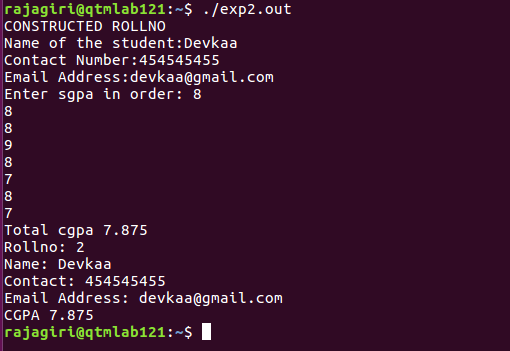 rajagiri@qtmlab121:~$ ./exp2.out
CONSTRUCTED ROLLNO
Name of the student:Devkaa
Contact Number:454545455
Email Address:devkaa@gmail.com
Enter sgpa in order: 8
8
8
9
8
7
8
7
Total cgpa 7.875
Rollno: 2
Name: Devkaa
Contact: 454545455
Email Address: devkaa@gmail.com
CGPA 7.875
rajagiri@qtmlab121:~$